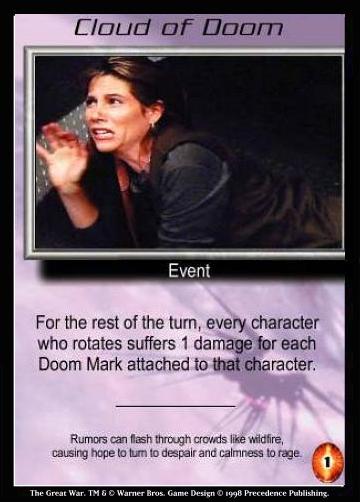 Cloud of Doom
Event
For the rest of the turn, every character
who rotates suffers 1 damage for each
Doom Mark attached to that character.
Rumors can flash through crowds like wildfire,
causing hope to turn to despair and calmness to rage.
1
The Great War. TM & © Warner Bros. Game Design © 1998 Precedence Publishing.